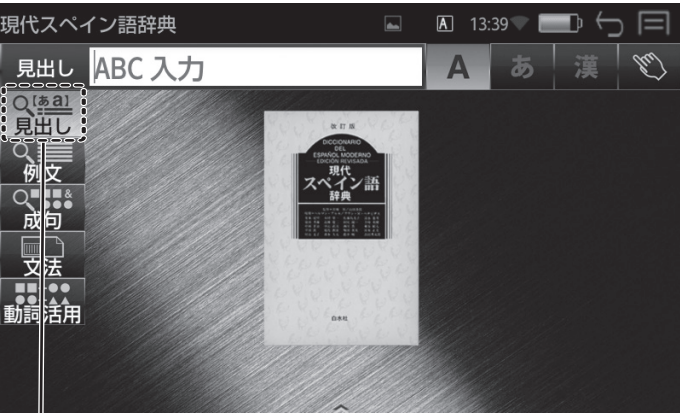 現代スペイン語辞典
A 13:39
見出し ABC 入力 A あ 漢
[あa]
見出し
例文
&
成句
文法
動詞活用
改訂版
DICCIONARIO
DEL
ESPAÑOL MODERNO
EDICIÓN REVISADA
現代
スペイン語
辞典
白水社